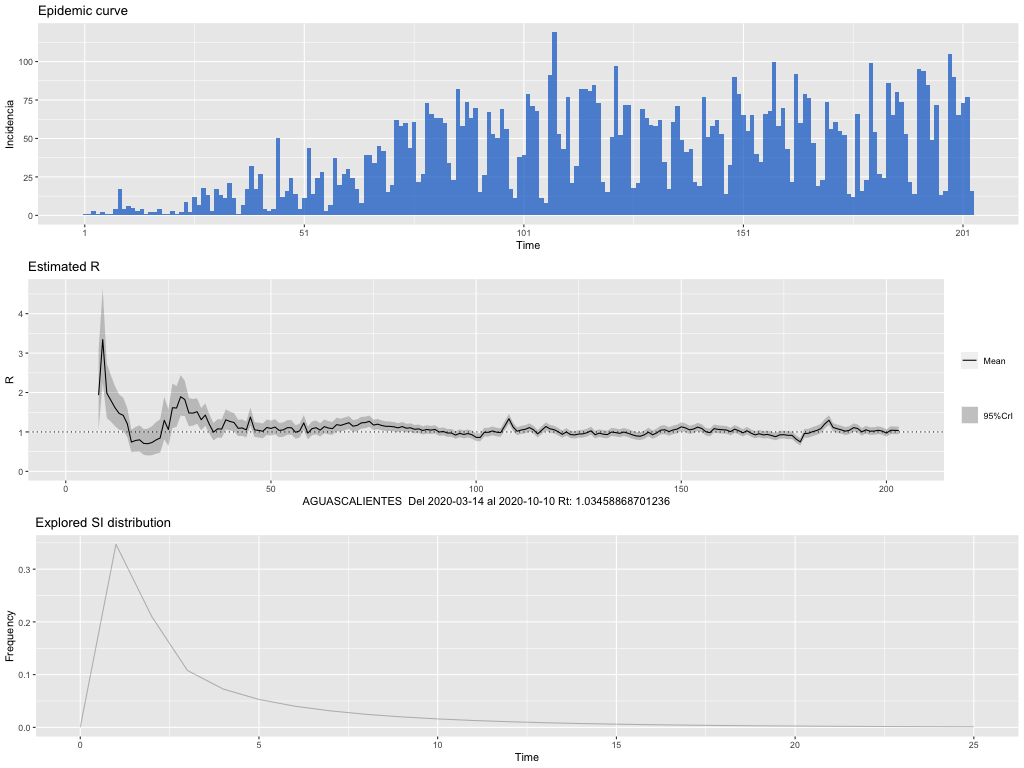 Epidemic curve
Incidencia
100
75
50
25
0
1
51
101
151
201
Time
Estimated R
R
4
3
2
1
0
0
50
100
150
200
Mean
95%CrI
AGUASCALIENTES Del 2020-03-14 al 2020-10-10 Rt: 1.03458868701236
Explored SI distribution
Frequency
0.3
0.2
0.1
0.0
0
5
10
15
20
25
Time